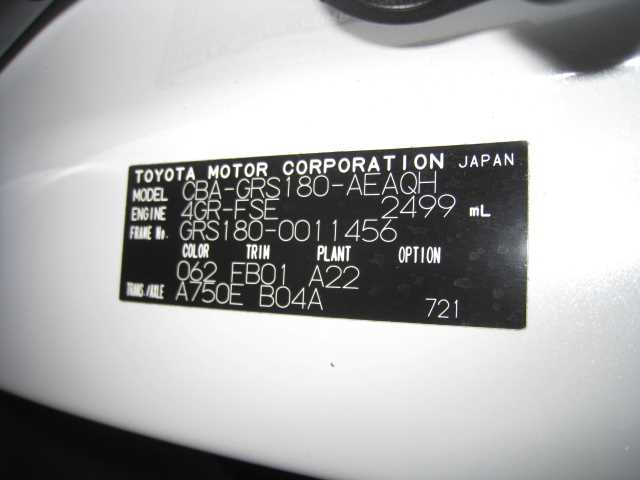 TOYOTA MOTOR CORPORATION JAPAN
MODEL CBA-GRS180-AEAQH
ENGINE 4GR-FSE 2499 mL
FRAME No. GRS180-0011456
COLOR TRIM PLANT OPTION
062 FB01 A22
TRANS./AXLE A750E B04A 721